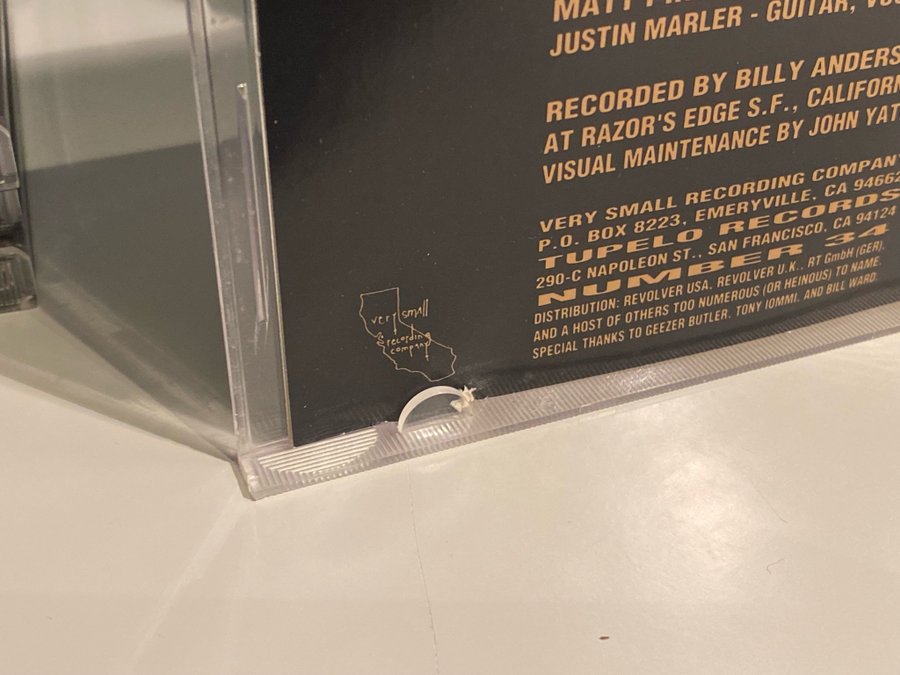 MATT
JUSTIN MARLER - GUITAR,
RECORDED BY BILLY
AT RAZOR'S EDGE S.F.,
VISUAL MAINTENANCE BY JOHN
VERY SMALL RECORDING COMPANY
P.O. BOX 8223, EMERYVILLE, CA 94662
TUPELO RECORDS
290-C NAPOLEON ST., SAN FRANCISCO, CA 94124
NUMBER 34
DISTRIBUTION: REVOLVER USA, REVOLVER U.K., RT GmbH (GER).
AND A HOST OF OTHERS TOO NUMEROUS (OR HEINOUS) TO NAME.
SPECIAL THANKS TO GEEZER BUTLER, TONY IOMMI, AND BILL WARD.
very small
recording
company